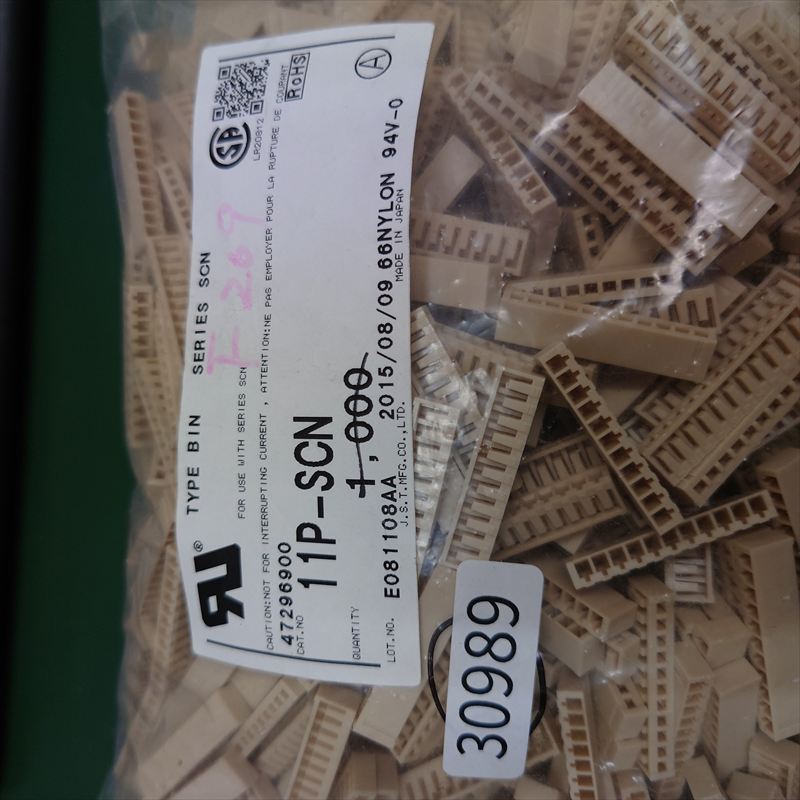 TYPE BIN SERIES SCN
LR20812
RoHS
A
F-269
FOR USE WITH SERIES SCN
CAUTION:NOT FOR INTERRUPTING CURRENT , ATTENTION:NE PAS EMPLOYER POUR LA RUPTURE DE COURANT
47296900
CAT.NO 11P-SCN
QUANTITY 1,000
LOT.NO. E081108AA 2015/08/09 66NYLON 94V-0
J.S.T.MFG.CO.,LTD. MADE IN JAPAN
30989